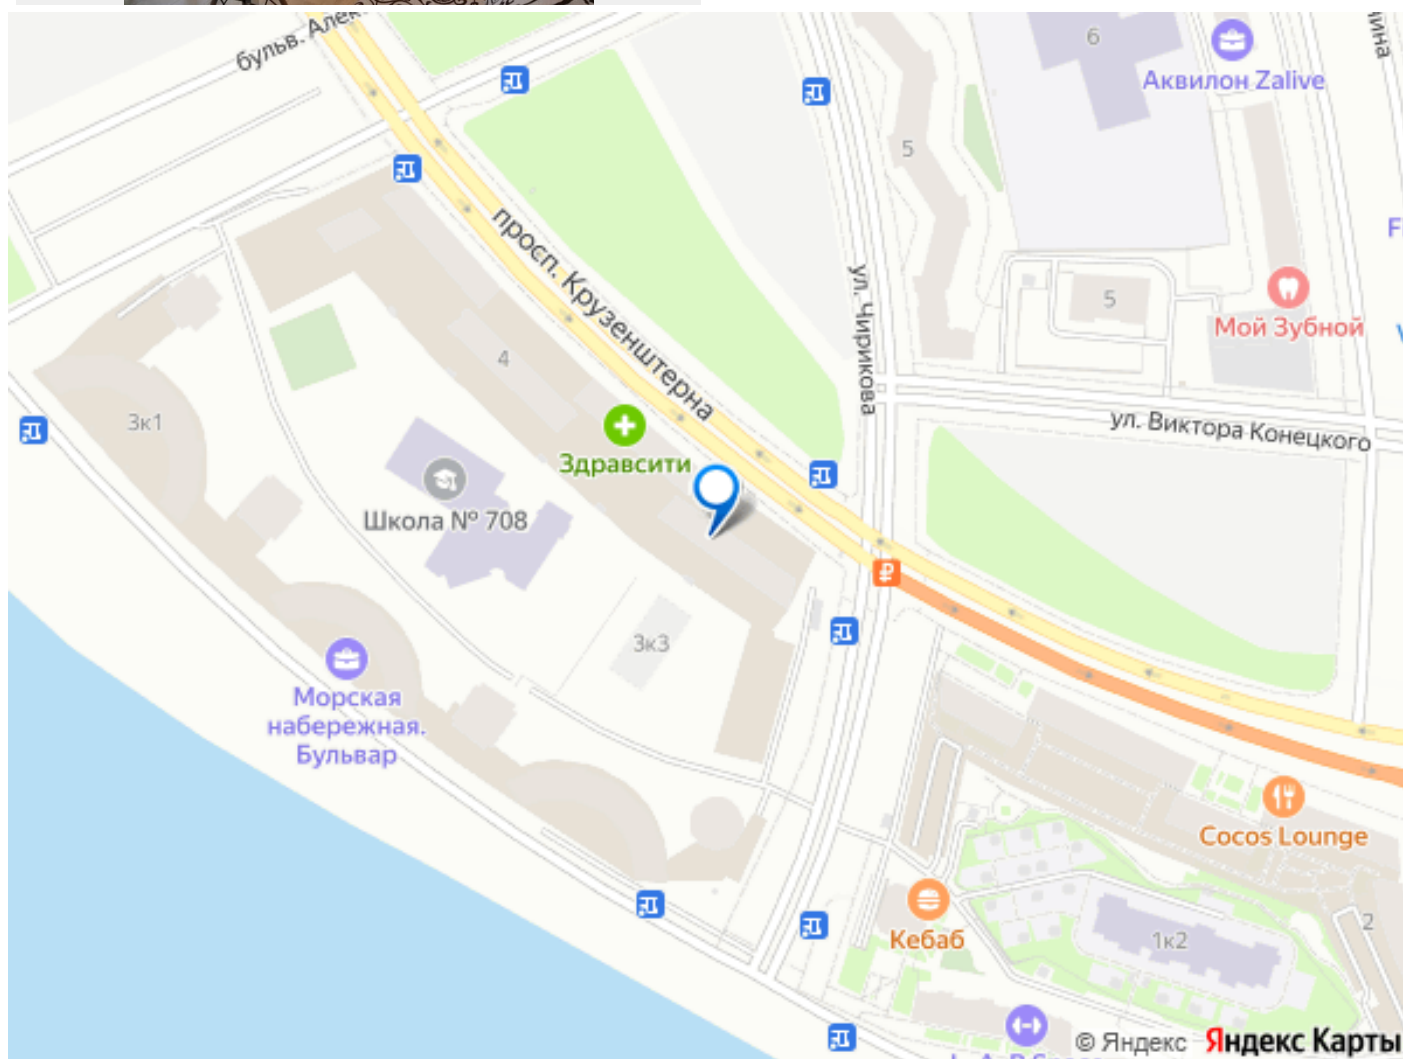 бульв. Алек
6
Аквилон Zalive
5
просп. Крузенштерна
ул. Чирикова
5
Мой Зубной
4
3к1
ул. Виктора Конецкого
Здравсити
Школа № 708
3к3
Морская
набережная.
Бульвар
Cocos Lounge
Кебаб
1к2
2
© Яндекс Яндекс Карты